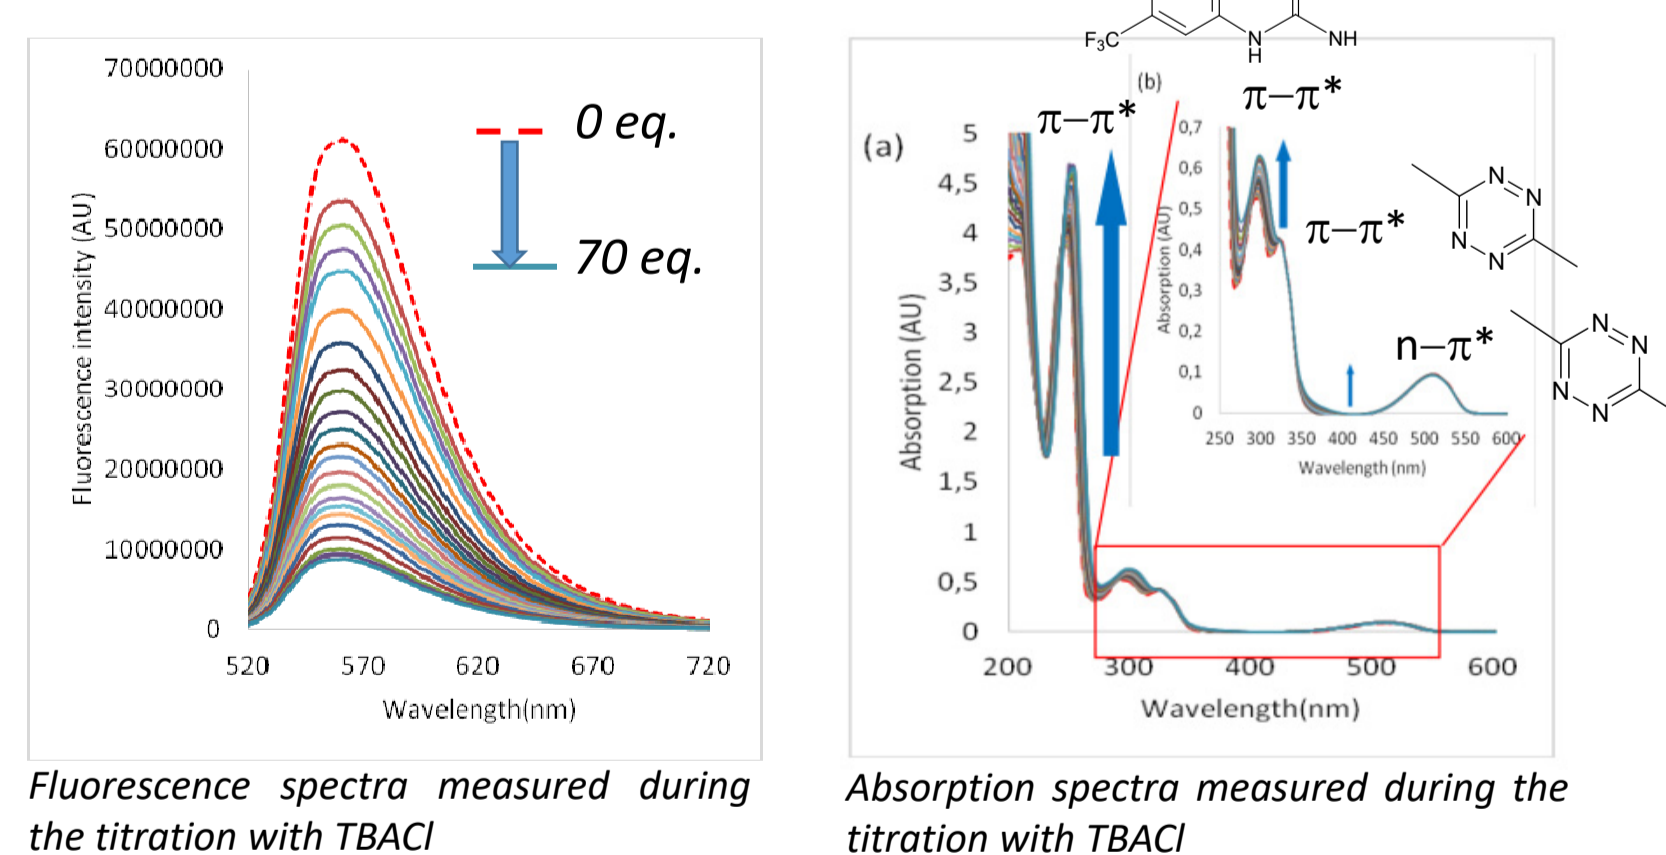 70000000
60000000
50000000
40000000
30000000
20000000
10000000
0
Fluorescence intensity (AU)
520 570 620 670 720
Wavelength(nm)
0 eq.
70 eq.
Fluorescence spectra measured during
the titration with TBACl
F₃C
N
H
NH
(a)
π–π*
5
4,5
4
3,5
3
2,5
2
1,5
1
0,5
0
Absorption (AU)
200 300 400 500 600
Wavelength(nm)
(b)
π–π*
0,7
0,6
0,5
0,4
0,3
0,2
0,1
0
Absorption (AU)
250 300 350 400 450 500 550 600
Wavelength (nm)
π–π*
n–π*
N
N
N
N
N
N
N
N
Absorption spectra measured during the
titration with TBACl